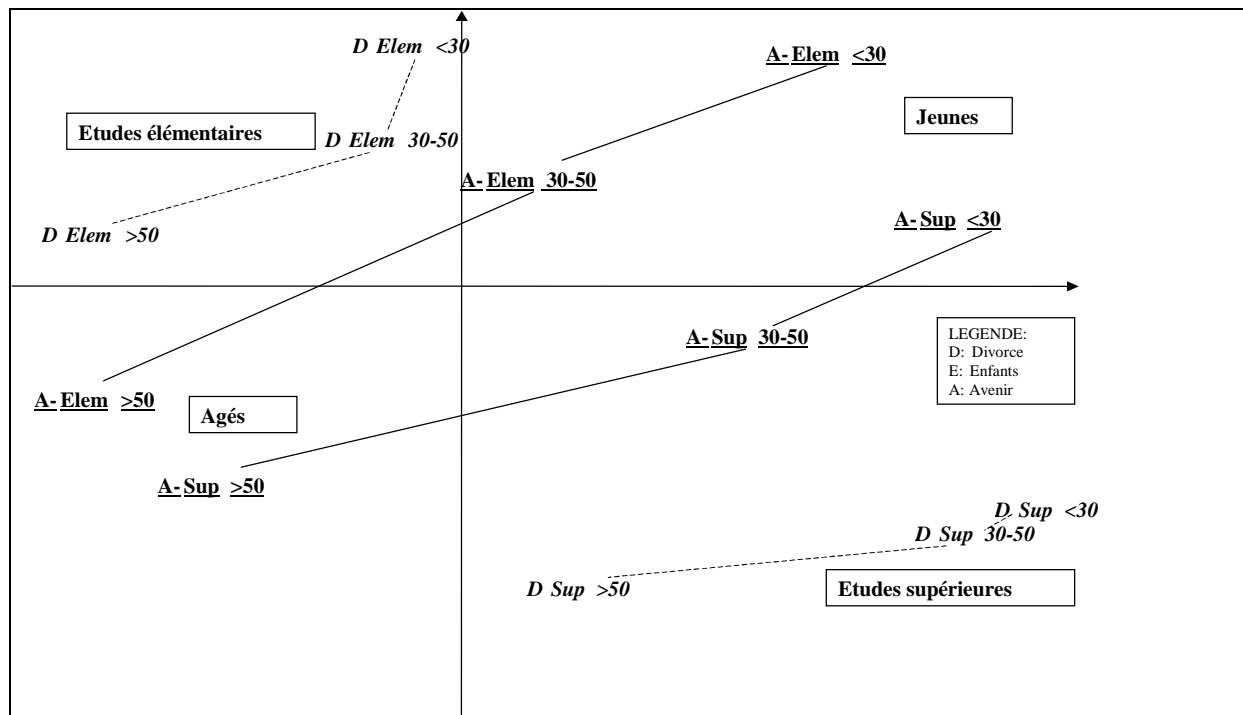 D Elem <30
A- Elem <30
Etudes élémentaires
Jeunes
D Elem 30-50
A- Elem 30-50
D Elem >50
A- Sup <30
A- Sup 30-50
LEGENDE:
D: Divorce
E: Enfants
A: Avenir
A- Elem >50
Agés
A- Sup >50
D Sup <30
D Sup 30-50
D Sup >50
Etudes supérieures